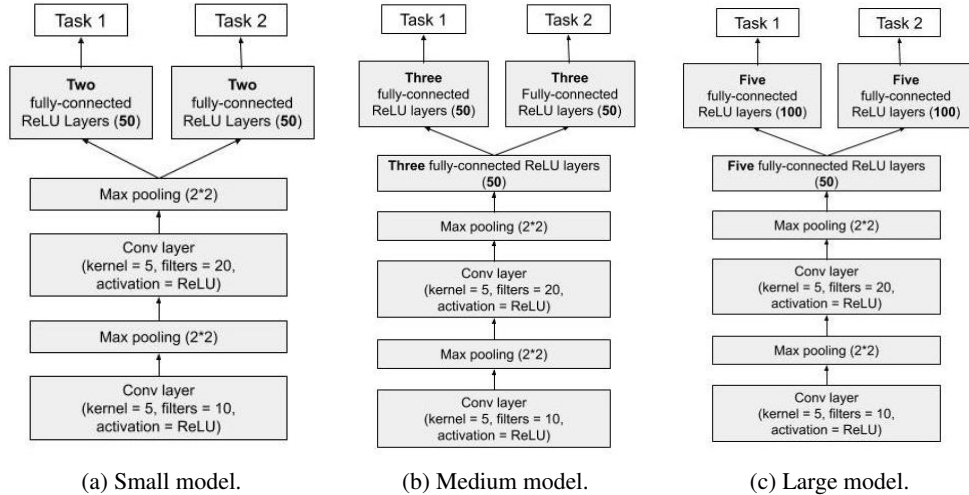 Task 1
Task 2
Two
fully-connected
ReLU Layers (50)
Two
fully-connected
ReLU Layers (50)
Max pooling (2*2)
Conv layer
(kernel = 5, filters = 20,
activation = ReLU)
Max pooling (2*2)
Conv layer
(kernel = 5, filters = 10,
activation = ReLU)
(a) Small model.
Task 1
Task 2
Three
fully-connected
ReLU layers (50)
Three
Fully-connected
ReLU layers (50)
Three fully-connected ReLU layers
(50)
Max pooling (2*2)
Conv layer
(kernel = 5, filters = 20,
activation = ReLU)
Max pooling (2*2)
Conv layer
(kernel = 5, filters = 10,
activation = ReLU)
(b) Medium model.
Task 1
Task 2
Five
fully-connected
ReLU layers (100)
Five
fully-connected
ReLU layers (100)
Five fully-connected ReLU layers
(50)
Max pooling (2*2)
Conv layer
(kernel = 5, filters = 20,
activation = ReLU)
Max pooling (2*2)
Conv layer
(kernel = 5, filters = 10,
activation = ReLU)
(c) Large model.